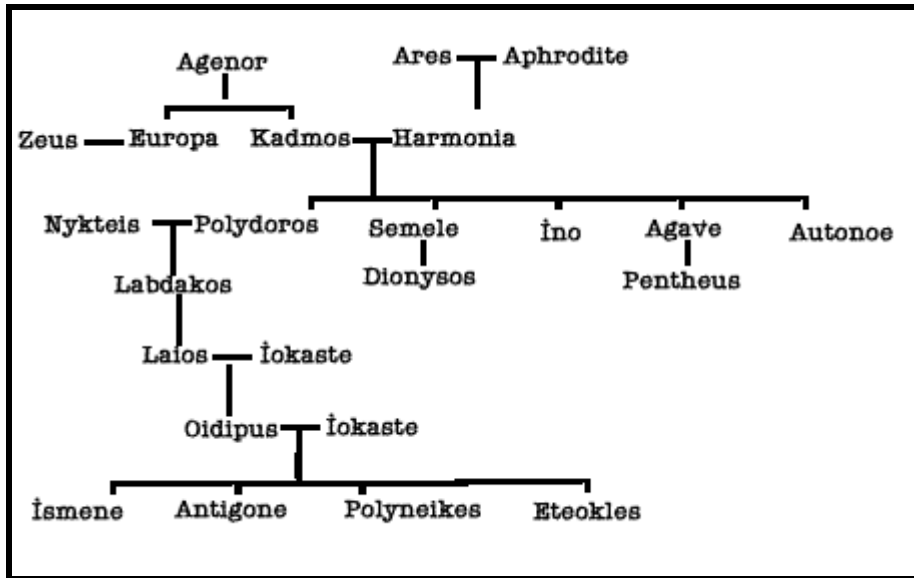 Ares Aphrodite
Agenor
Zeus Europa Kadmos Harmonia
Nykteis Polydoros Semele İno Agave Autonoe
Labdakos Dionysos Pentheus
Laios İokaste
Oidipus İokaste
İsmene Antigone Polyneikes Eteokles